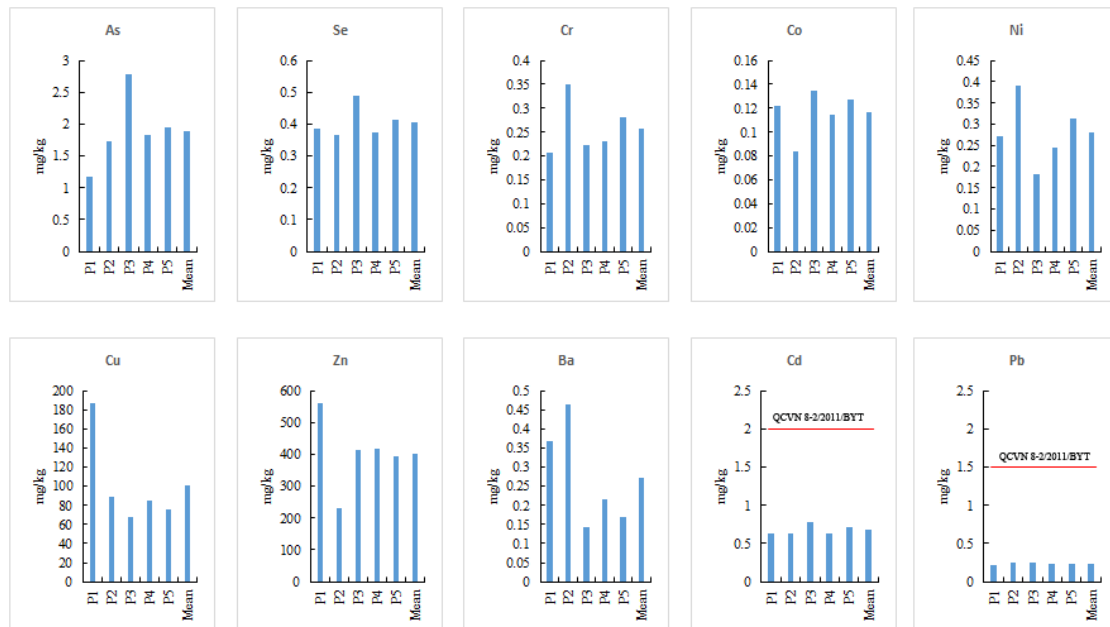 As
mg/kg
3
2.5
2
1.5
1
0.5
0
P1 P2 P3 P4 P5 Mean
Se
mg/kg
0.6
0.5
0.4
0.3
0.2
0.1
0
P1 P2 P3 P4 P5 Mean
Cr
mg/kg
0.4
0.35
0.3
0.25
0.2
0.15
0.1
0.05
0
P1 P2 P3 P4 P5 Mean
Co
mg/kg
0.16
0.14
0.12
0.1
0.08
0.06
0.04
0.02
0
P1 P2 P3 P4 P5 Mean
Ni
mg/kg
0.45
0.4
0.35
0.3
0.25
0.2
0.15
0.1
0.05
0
P1 P2 P3 P4 P5 Mean
Cu
mg/kg
200
180
160
140
120
100
80
60
40
20
0
P1 P2 P3 P4 P5 Mean
Zn
mg/kg
600
500
400
300
200
100
0
P1 P2 P3 P4 P5 Mean
Ba
mg/kg
0.5
0.45
0.4
0.35
0.3
0.25
0.2
0.15
0.1
0.05
0
P1 P2 P3 P4 P5 Mean
Cd
mg/kg
2.5
QCVN 8-2/2011/BYT
2
1.5
1
0.5
0
P1 P2 P3 P4 P5 Mean
Pb
mg/kg
2.5
2
QCVN 8-2/2011/BYT
1.5
1
0.5
0
P1 P2 P3 P4 P5 Mean